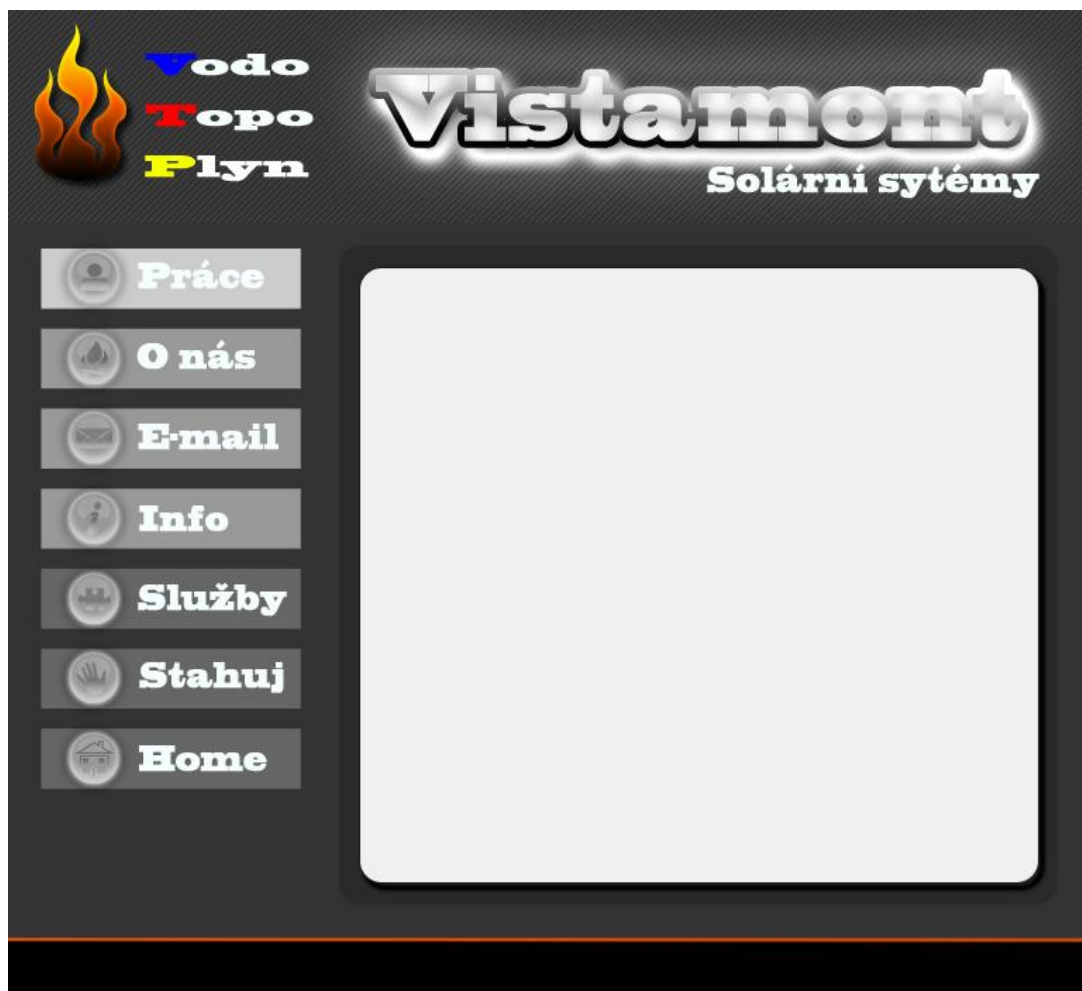 Vodo
Topo
Plyn
Vistamont
Solární sytémy
Práce
O nás
E-mail
Info
Služby
Stahuj
Home